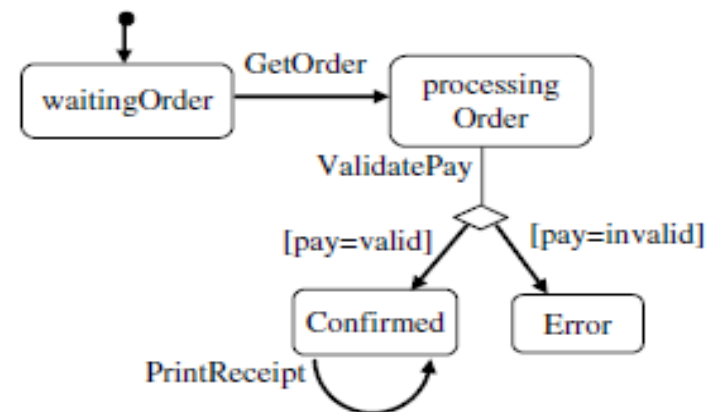 GetOrder
waitingOrder
processing
Order
ValidatePay
[pay=valid]
[pay=invalid]
Confirmed
Error
PrintReceipt